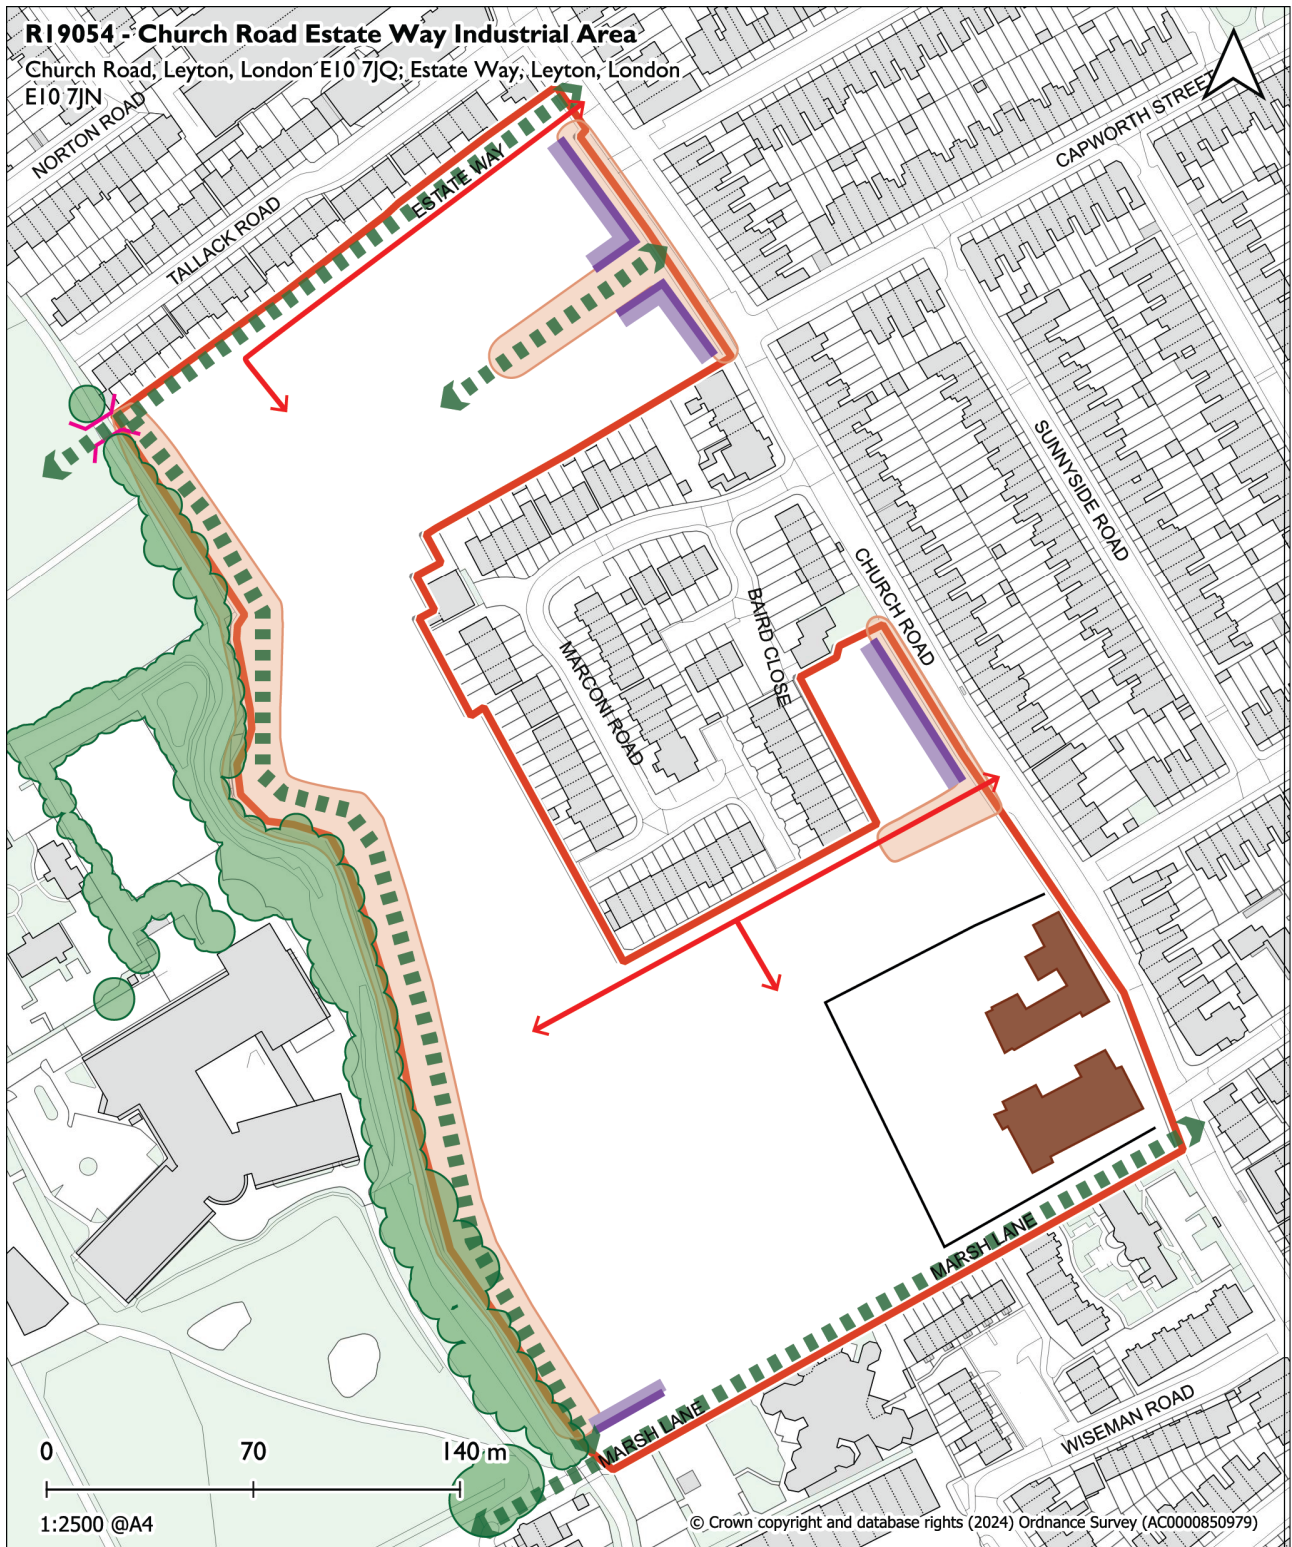 R19054 - Church Road Estate Way Industrial Area
Church Road, Leyton, London E10 7JQ; Estate Way, Leyton, London
E10 7JN
NORTON ROAD
CAPWORTH STREET
ESTATE WAY
TALLACK ROAD
SUNNYSIDE ROAD
CHURCH ROAD
BAIRD CLOSE
MARCONI ROAD
MARSH LANE
MARSH LANE
WISEMAN ROAD
0 70 140 m
1:2500 @A4
© Crown copyright and database rights (2024) Ordnance Survey (AC0000850979)